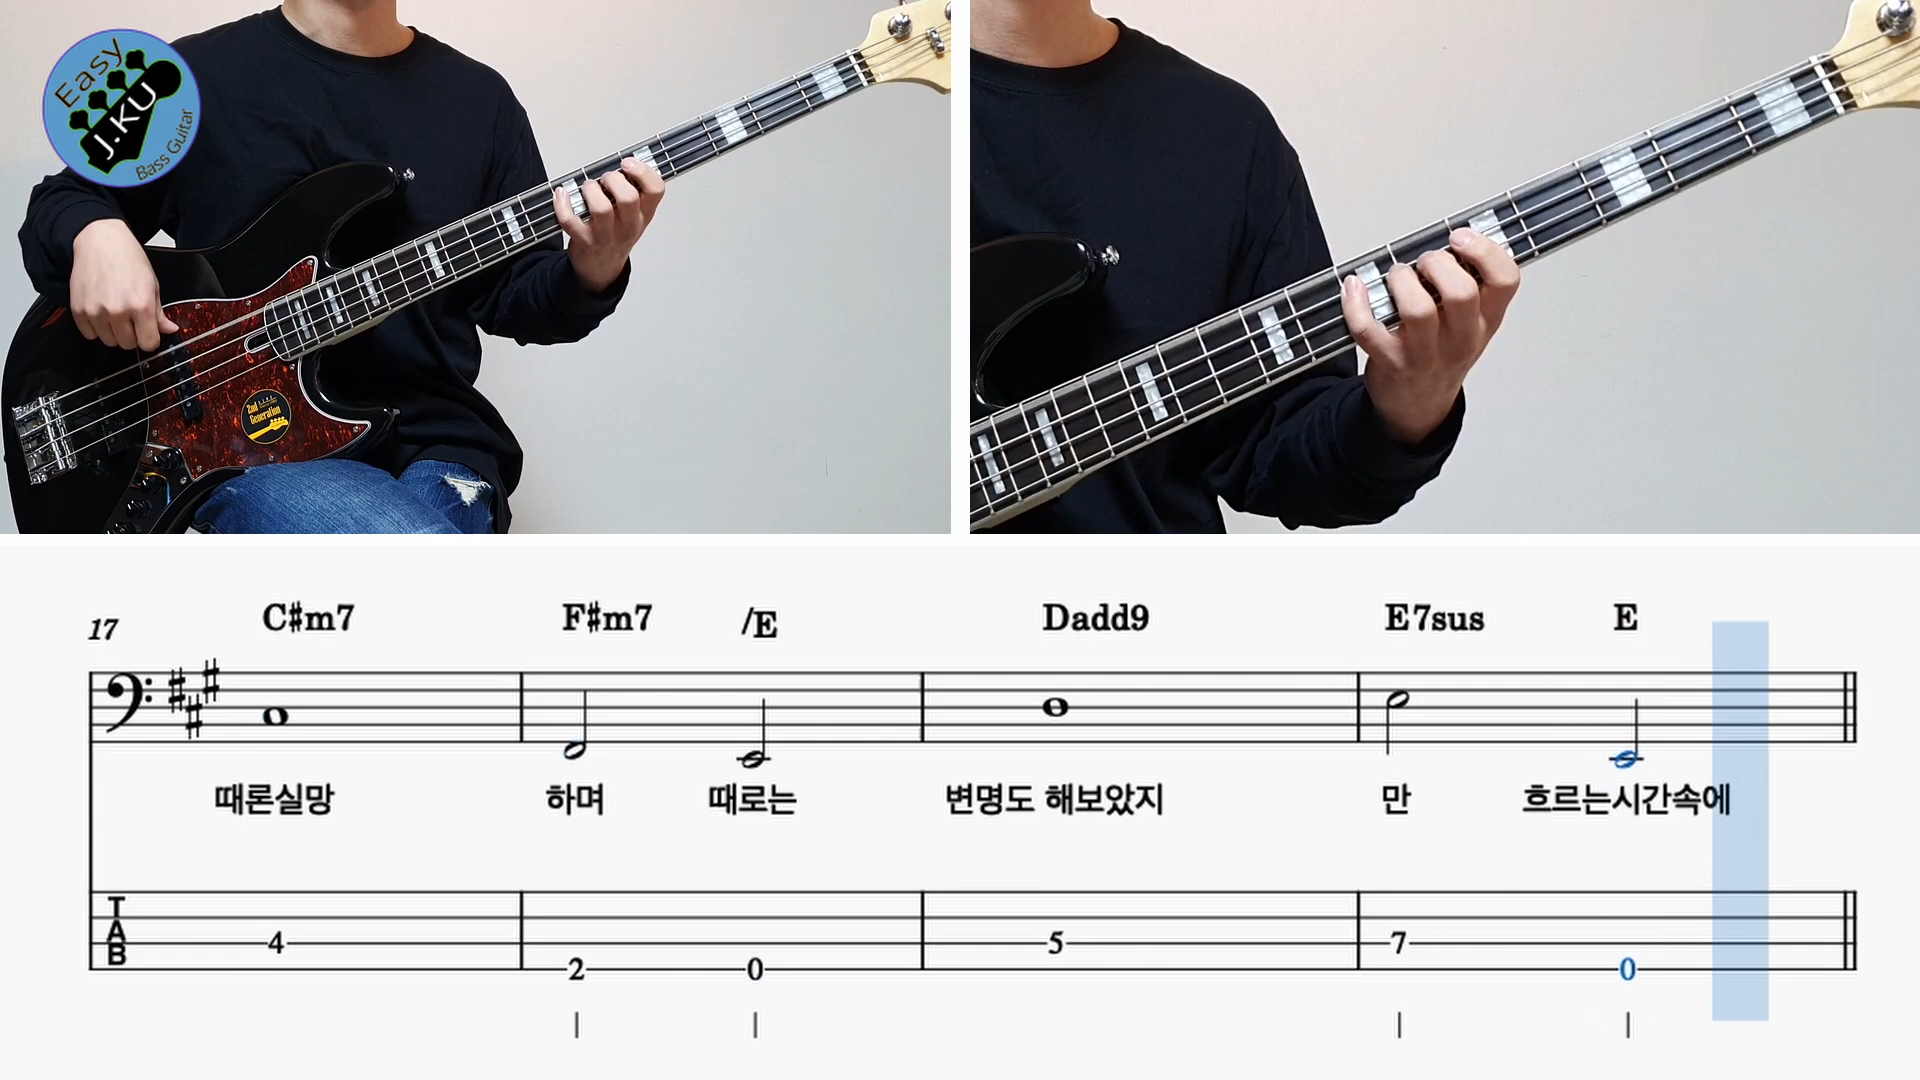 Easy
J.KU
Bass Guitar
2nd
Generation
17 C#m7 F#m7 /E Dadd9 E7sus E
때론실망 하며 때로는 변명도 해보았지 만 흐르는시간속에
T
A
B
4 5 7
2 0 0